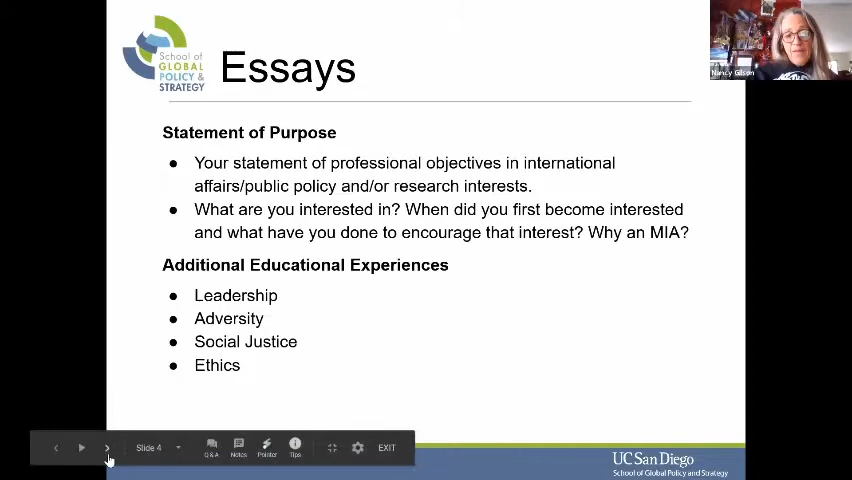 School of
GLOBAL
POLICY &
STRATEGY
Essays
Nancy Gilson
Statement of Purpose
● Your statement of professional objectives in international
affairs/public policy and/or research interests.
● What are you interested in? When did you first become interested
and what have you done to encourage that interest? Why an MIA?
Additional Educational Experiences
● Leadership
● Adversity
● Social Justice
● Ethics
Slide 4
Q & A
Notes
Pointer
Tips
EXIT
UC San Diego
School of Global Policy and Strategy